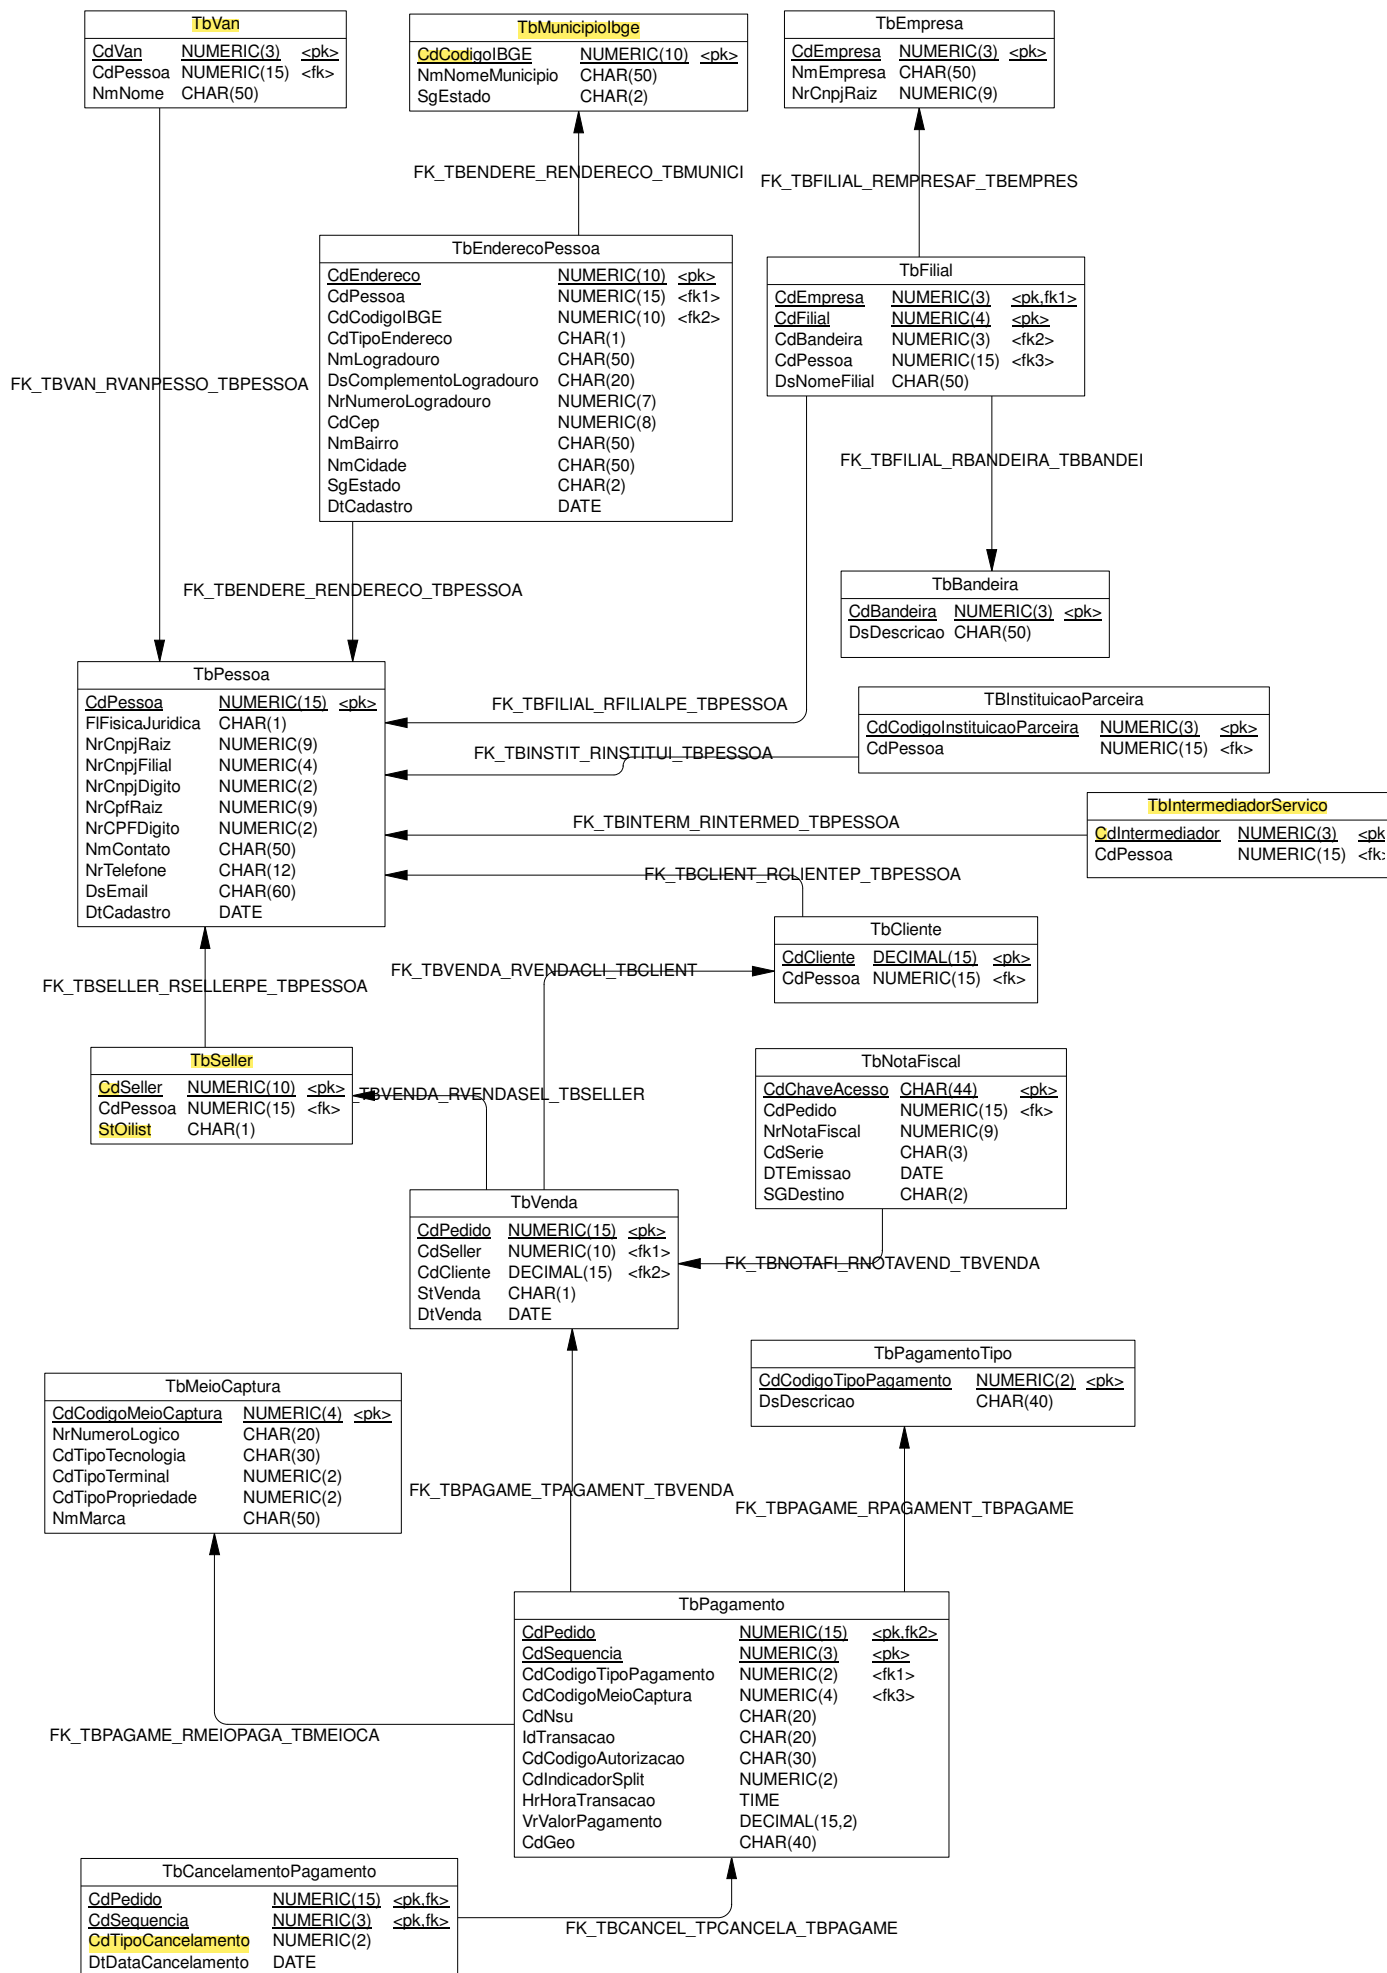 TbVan
CdVan NUMERIC(3) <pk>
CdPessoa NUMERIC(15) <fk>
NmNome CHAR(50)
TbMunicipioIbge
CdCodigoIBGE NUMERIC(10) <pk>
NmNomeMunicipio CHAR(50)
SgEstado CHAR(2)
TbEmpresa
CdEmpresa NUMERIC(3) <pk>
NmEmpresa CHAR(50)
NrCnpjRaiz NUMERIC(9)
FK_TBENDERE_RENDERECO_TBMUNICI
FK_TBFILIAL_REMPRESAF_TBEMPRES
TbEnderecoPessoa
CdEndereco NUMERIC(10) <pk>
CdPessoa NUMERIC(15) <fk1>
CdCodigoIBGE NUMERIC(10) <fk2>
CdTipoEndereco CHAR(1)
NmLogradouro CHAR(50)
DsComplementoLogradouro CHAR(20)
NrNumeroLogradouro NUMERIC(7)
CdCep NUMERIC(8)
NmBairro CHAR(50)
NmCidade CHAR(50)
SgEstado CHAR(2)
DtCadastro DATE
TbFilial
CdEmpresa NUMERIC(3) <pk,fk1>
CdFilial NUMERIC(4) <pk>
CdBandeira NUMERIC(3) <fk2>
CdPessoa NUMERIC(15) <fk3>
DsNomeFilial CHAR(50)
FK_TBVAN_RVANPESSO_TBPESSOA
FK_TBFILIAL_RBANDEIRA_TBBANDEI
FK_TBENDERE_RENDERECO_TBPESSOA
TbBandeira
CdBandeira NUMERIC(3) <pk>
DsDescricao CHAR(50)
TbPessoa
CdPessoa NUMERIC(15) <pk>
FlFisicaJuridica CHAR(1)
NrCnpjRaiz NUMERIC(9)
NrCnpjFilial NUMERIC(4)
NrCnpjDigito NUMERIC(2)
NrCpfRaiz NUMERIC(9)
NrCPFDigito NUMERIC(2)
NmContato CHAR(50)
NrTelefone CHAR(12)
DsEmail CHAR(60)
DtCadastro DATE
FK_TBFILIAL_RFILIALPE_TBPESSOA
TBInstituicaoParceira
CdCodigoInstituicaoParceira NUMERIC(3) <pk>
CdPessoa NUMERIC(15) <fk>
FK_TBINSTIT_RINSTITUI_TBPESSOA
TbIntermediadorServico
CdIntermediador NUMERIC(3) <pk
CdPessoa NUMERIC(15) <fk
FK_TBINTERM_RINTERMED_TBPESSOA
FK_TBCLIENT_RCLIENTEP_TBPESSOA
TbCliente
CdCliente DECIMAL(15) <pk>
CdPessoa NUMERIC(15) <fk>
FK_TBVENDA_RVENDACLI_TBCLIENT
FK_TBSELLER_RSELLERPE_TBPESSOA
TbSeller
CdSeller NUMERIC(10) <pk>
CdPessoa NUMERIC(15) <fk>
StOilist CHAR(1)
_TBVENDA_RVENDASEL_TBSELLER
TbNotaFiscal
CdChaveAcesso CHAR(44) <pk>
CdPedido NUMERIC(15) <fk>
NrNotaFiscal NUMERIC(9)
CdSerie CHAR(3)
DTEmissao DATE
SGDestino CHAR(2)
TbVenda
CdPedido NUMERIC(15) <pk>
CdSeller NUMERIC(10) <fk1>
CdCliente DECIMAL(15) <fk2>
StVenda CHAR(1)
DtVenda DATE
FK_TBNOTAFI_RNOTAVEND_TBVENDA
TbPagamentoTipo
CdCodigoTipoPagamento NUMERIC(2) <pk>
DsDescricao CHAR(40)
TbMeioCaptura
CdCodigoMeioCaptura NUMERIC(4) <pk>
NrNumeroLogico CHAR(20)
CdTipoTecnologia CHAR(30)
CdTipoTerminal NUMERIC(2)
CdTipoPropriedade NUMERIC(2)
NmMarca CHAR(50)
FK_TBPAGAME_TPAGAMENT_TBVENDA
FK_TBPAGAME_RPAGAMENT_TBPAGAME
TbPagamento
CdPedido NUMERIC(15) <pk,fk2>
CdSequencia NUMERIC(3) <pk>
CdCodigoTipoPagamento NUMERIC(2) <fk1>
CdCodigoMeioCaptura NUMERIC(4) <fk3>
CdNsu CHAR(20)
IdTransacao CHAR(20)
CdCodigoAutorizacao CHAR(30)
CdIndicadorSplit NUMERIC(2)
HrHoraTransacao TIME
VrValorPagamento DECIMAL(15,2)
CdGeo CHAR(40)
FK_TBPAGAME_RMEIOPAGA_TBMEIOCA
TbCancelamentoPagamento
CdPedido NUMERIC(15) <pk,fk>
CdSequencia NUMERIC(3) <pk,fk>
CdTipoCancelamento NUMERIC(2)
DtDataCancelamento DATE
FK_TBCANCEL_TPCANCELA_TBPAGAME